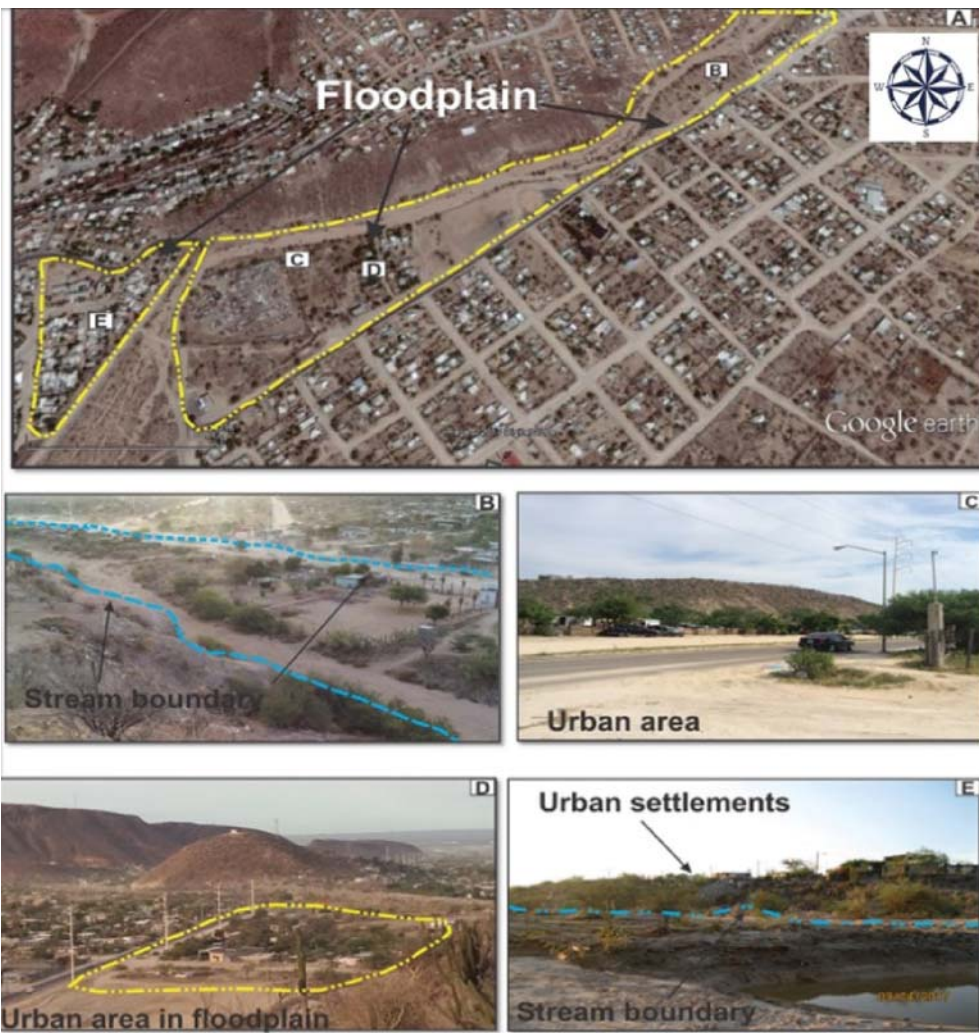 A
N
W E
S
B
Floodplain
C
D
E
Google earth
B
Stream boundary
C
Urban area
D
Urban area in floodplain
E
Urban settlements
Stream boundary